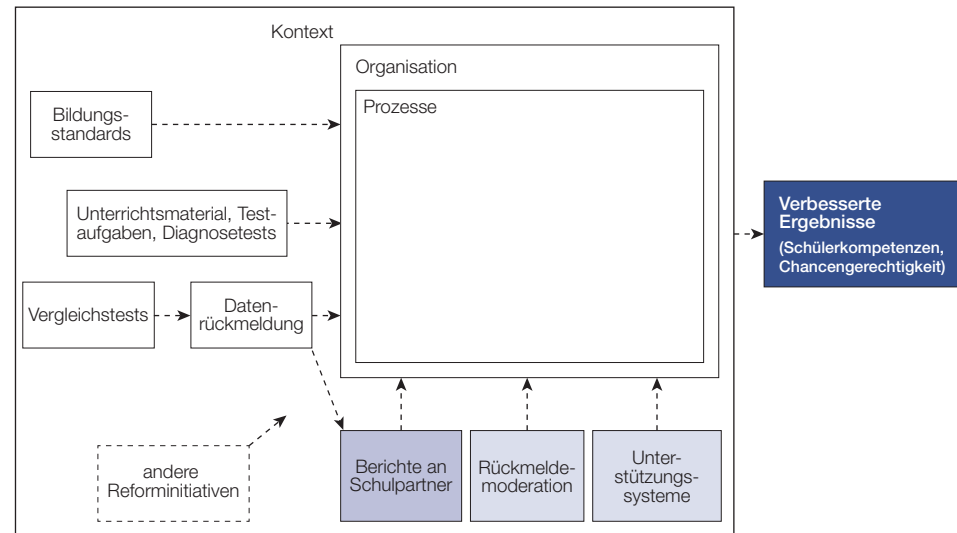 Kontext
Organisation
Prozesse
Bildungs-
standards
Unterrichtsmaterial, Test-
aufgaben, Diagnosetests
Vergleichstests
Daten-
rückmeldung
andere
Reforminitiativen
Berichte an
Schulpartner
Rückmelde-
moderation
Unter-
stützungs-
systeme
Verbesserte
Ergebnisse
(Schülerkompetenzen,
Chancengerechtigkeit)